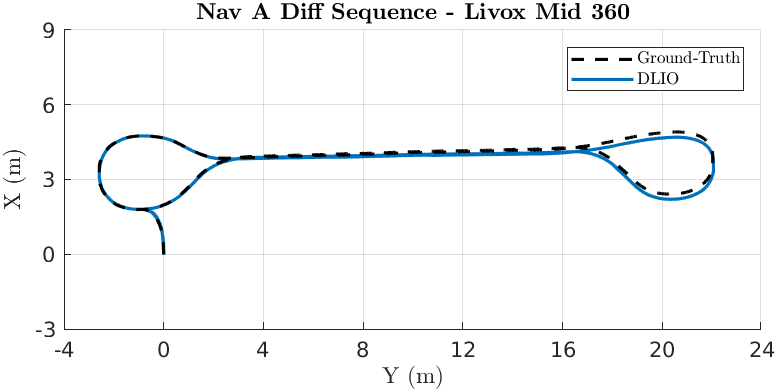 Nav A Diff Sequence - Livox Mid 360
Ground-Truth
DLIO
9
6
3
0
-3
X (m)
-4
0
4
8
12
16
20
24
Y (m)